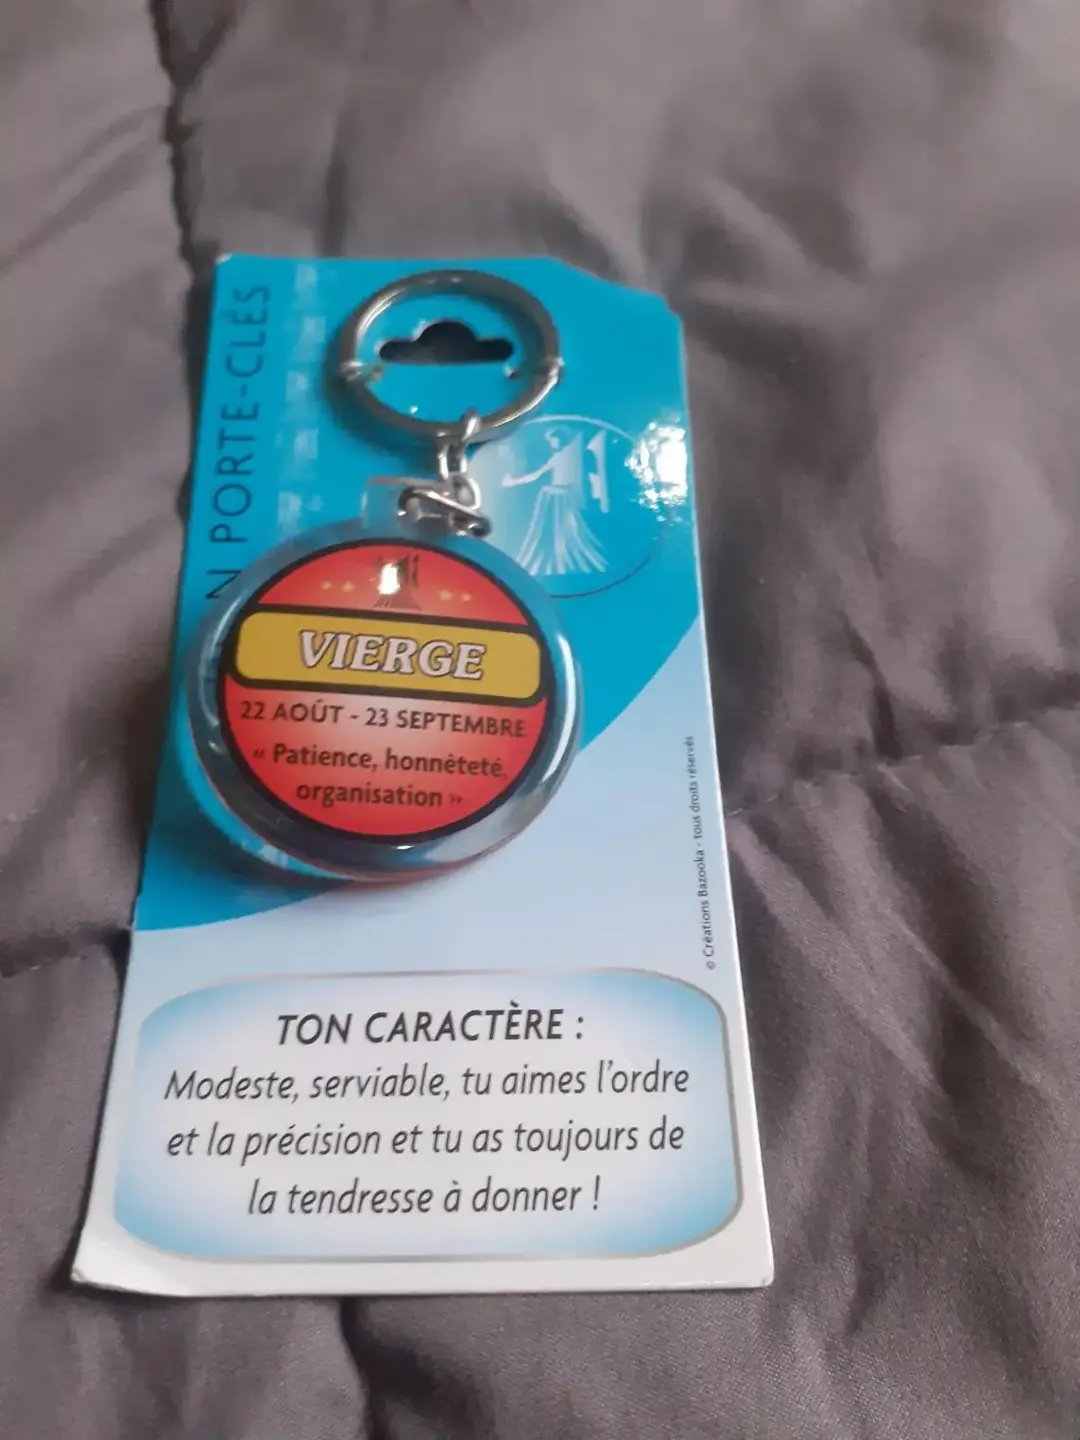 N PORTE-CLÉS
VIERGE
22 AOÛT - 23 SEPTEMBRE
« Patience, honnêteté,
organisation »
© Créations Bazooka - tous droits réservés
TON CARACTÈRE :
Modeste, serviable, tu aimes l'ordre
et la précision et tu as toujours de
la tendresse à donner !